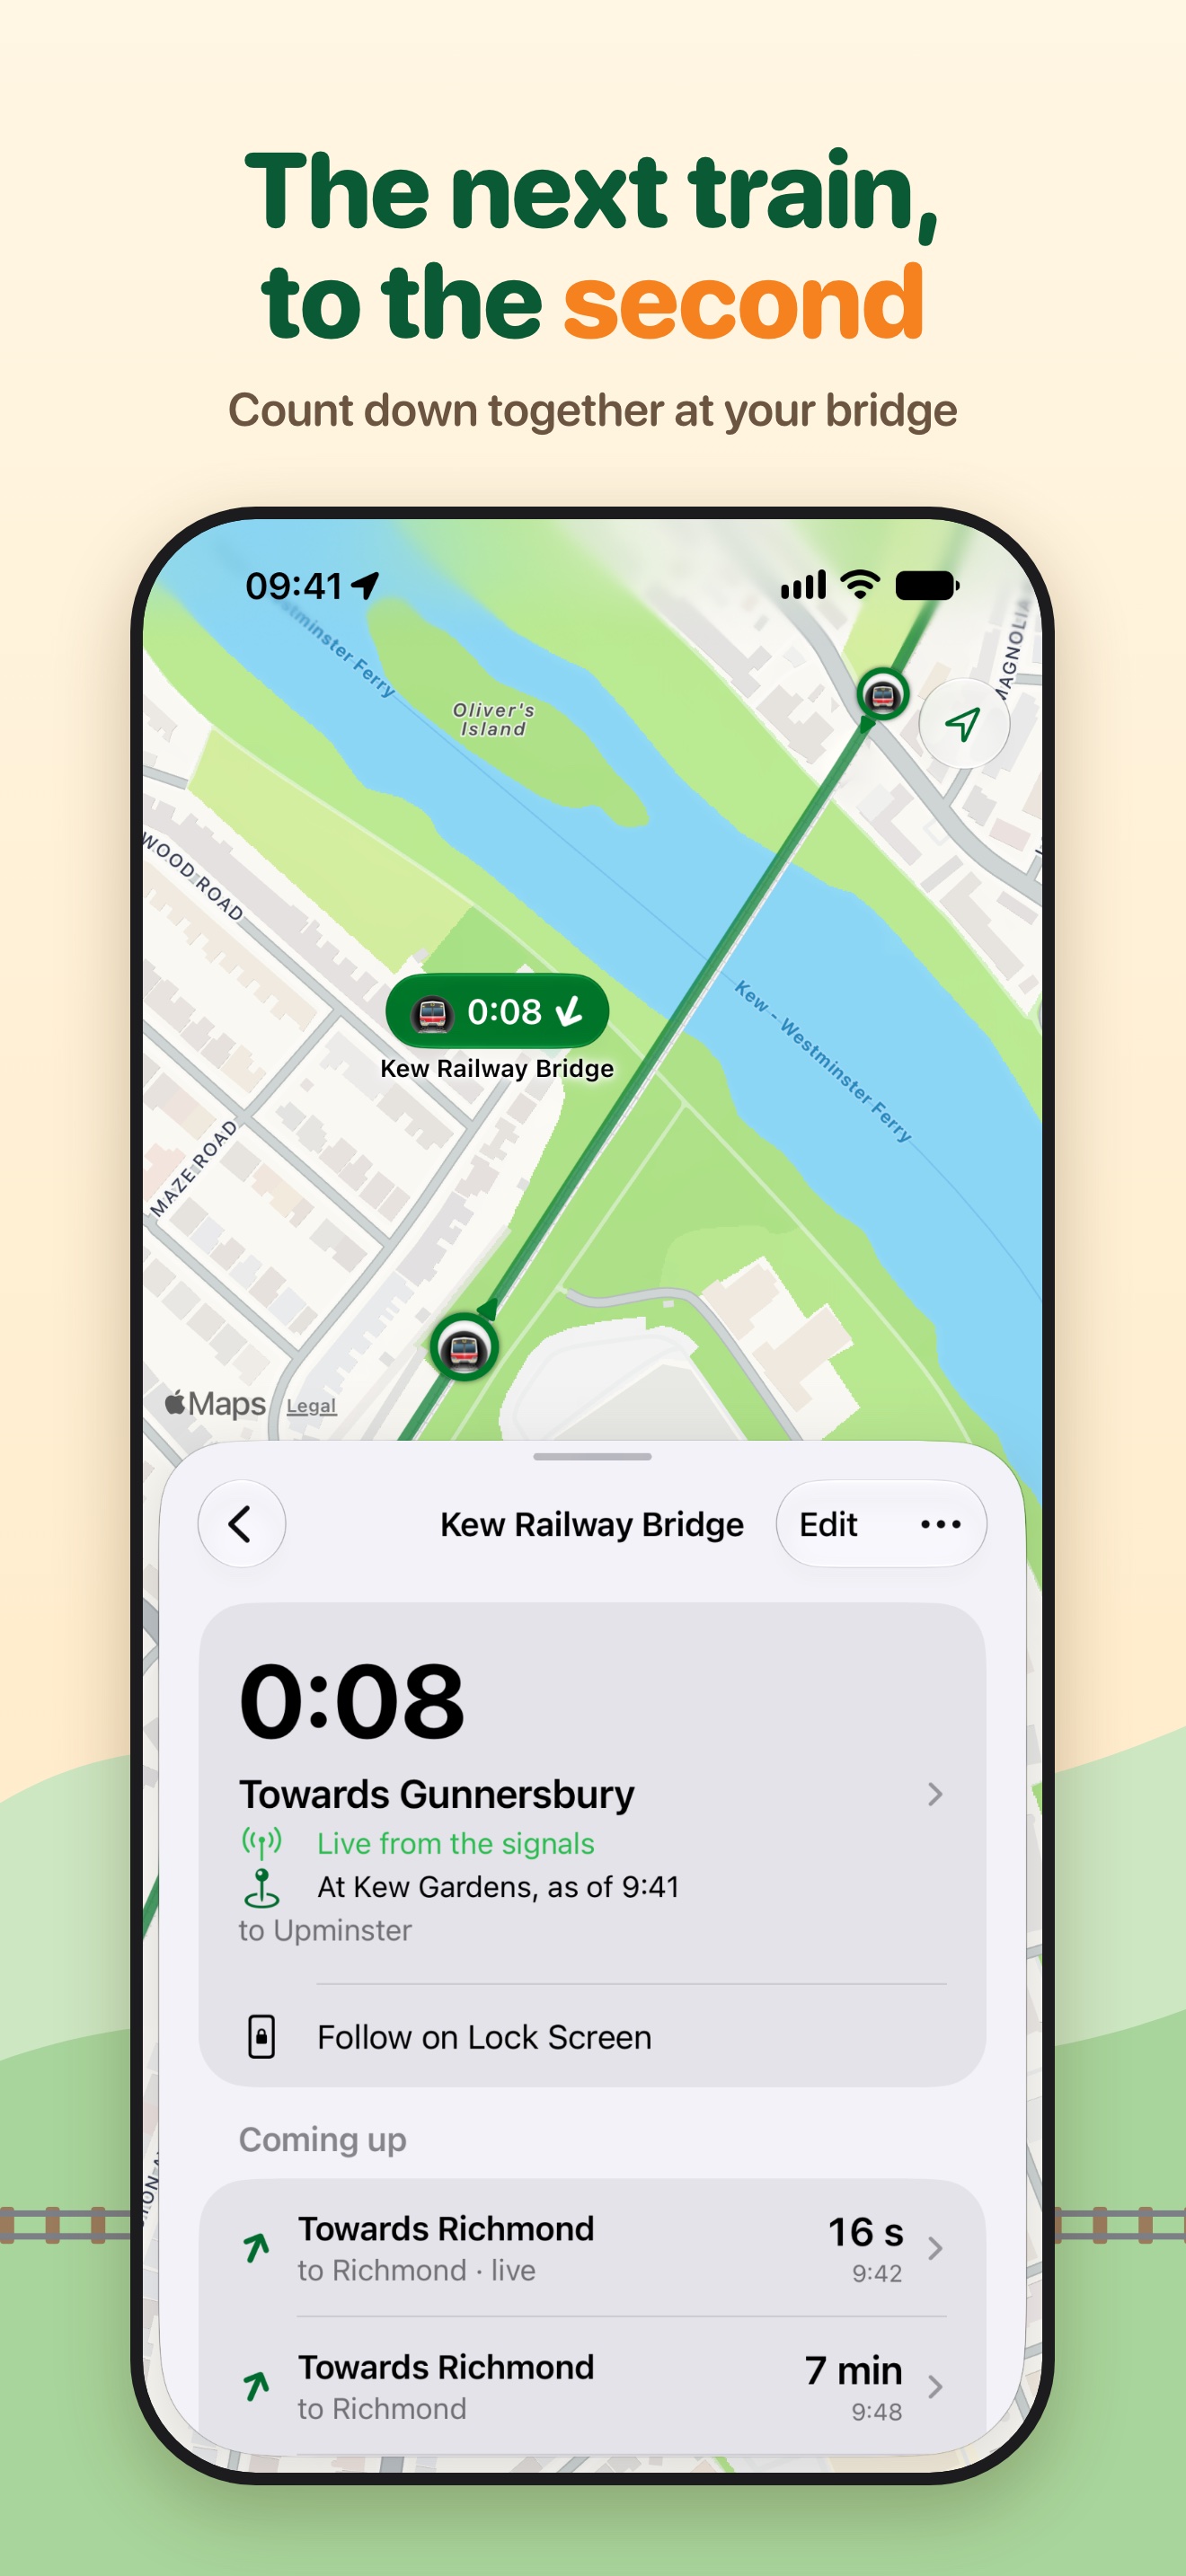 The next train,
to the second
Count down together at your bridge
09:41
Ferry
Oliver's
Island
MAGNOLIA
WOOD ROAD
0:08
Kew Railway Bridge
Kew - Westminster Ferry
MAZE ROAD
Maps Legal
Kew Railway Bridge
Edit
0:08
Towards Gunnersbury
Live from the signals
At Kew Gardens, as of 9:41
to Upminster
Follow on Lock Screen
Coming up
Towards Richmond
16 s
to Richmond · live
9:42
Towards Richmond
7 min
to Richmond
9:48